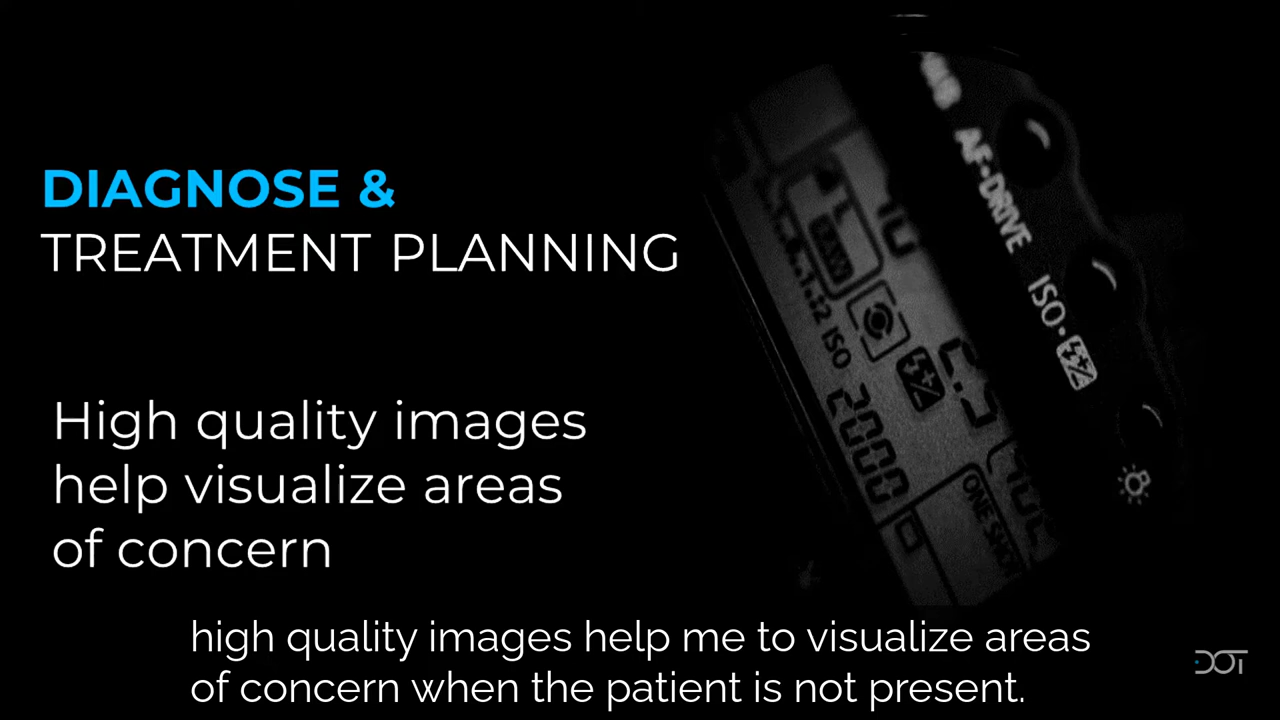 DIAGNOSE &
TREATMENT PLANNING
High quality images
help visualize areas
of concern
high quality images help me to visualize areas
of concern when the patient is not present.
AF•DRIVE
ISO•
ISO
2000
ONE SHOT
DOT